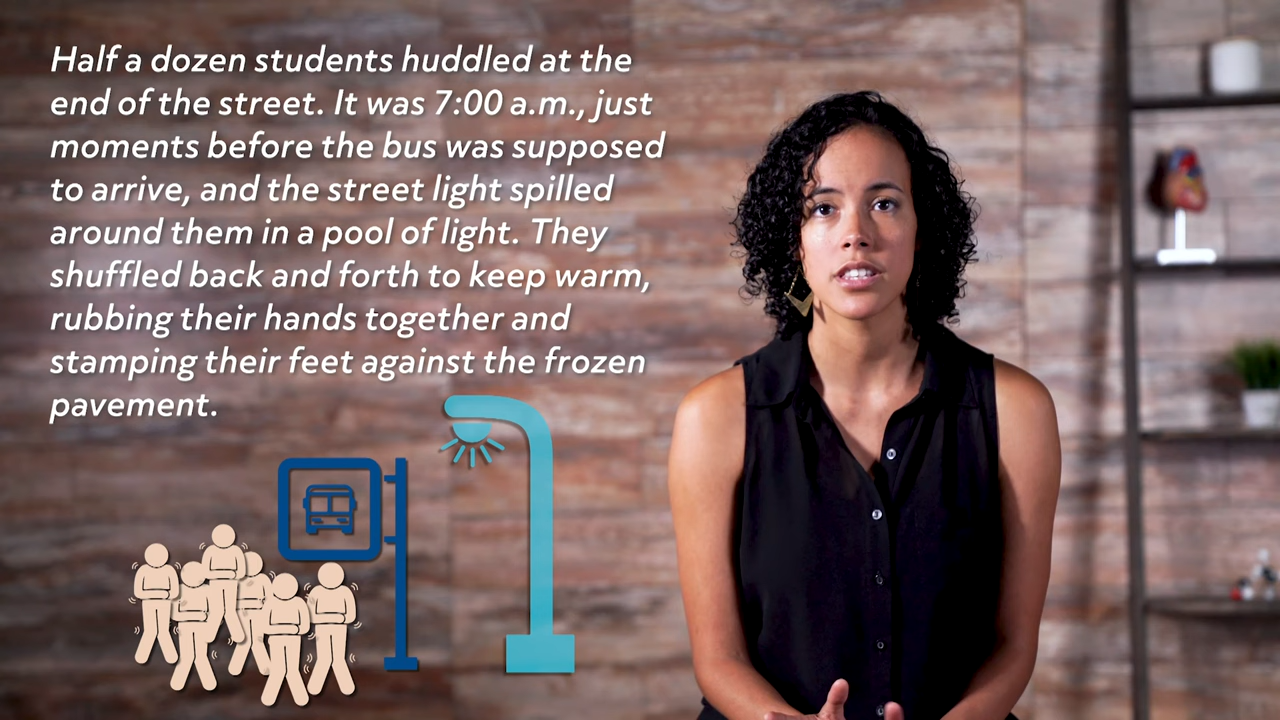 Half a dozen students huddled at the
end of the street. It was 7:00 a.m., just
moments before the bus was supposed
to arrive, and the street light spilled
around them in a pool of light. They
shuffled back and forth to keep warm,
rubbing their hands together and
stamping their feet against the frozen
pavement.